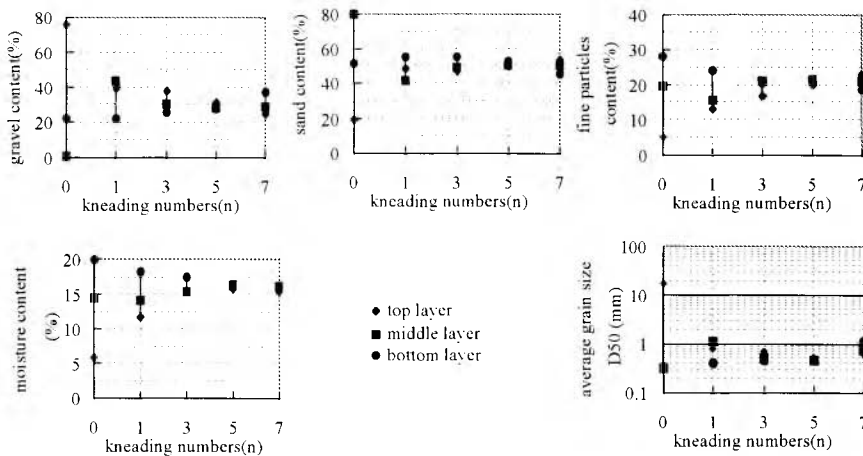 gravel content(%)
80
60
40
20
0
0 1 3 5 7
kneading numbers(n)
sand content(%)
80
60
40
20
0
0 1 3 5 7
kneading numbers(n)
fine particles
content(%)
40
30
20
10
0
0 1 3 5 7
kneading numbers(n)
moisture content
(%)
20
15
10
5
0
0 1 3 5 7
kneading numbers(n)
top layer
middle layer
bottom layer
average grain size
D50 (mm)
100
10
1
0.1
0 1 3 5 7
kneading numbers(n)